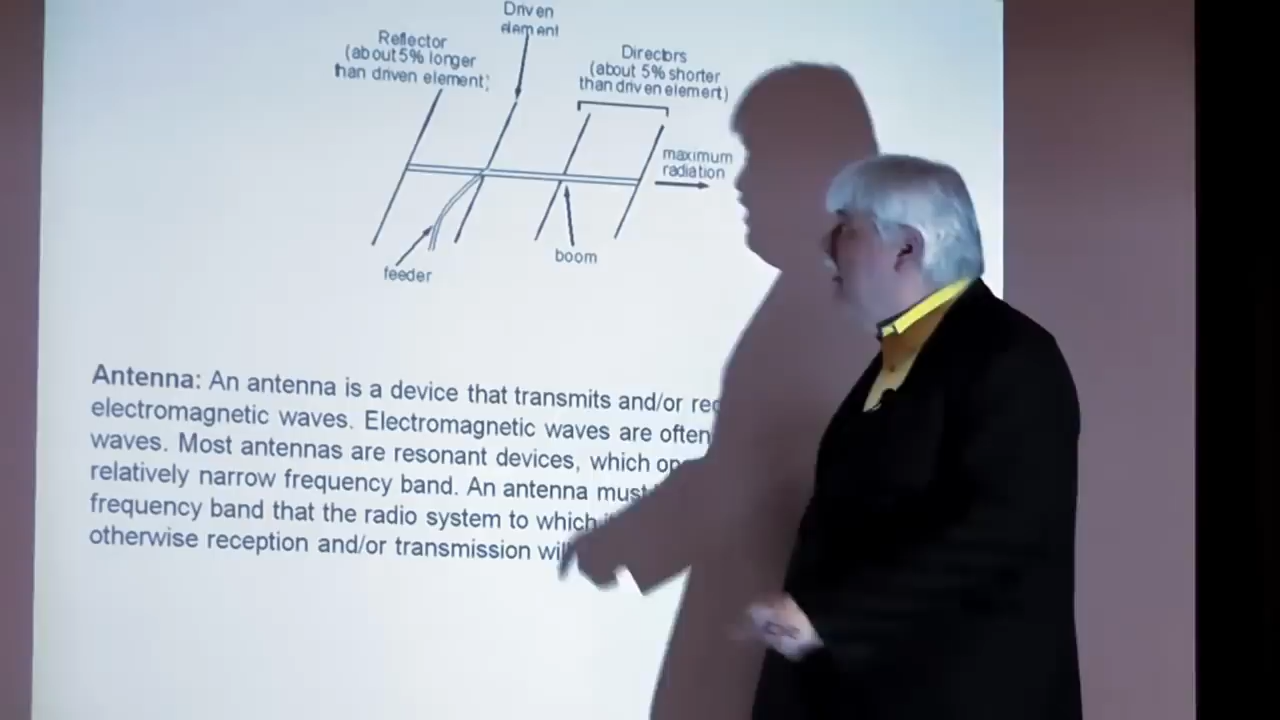 Driven
element
Reflector
(about 5% longer
than driven element;
Directors
(about 5% shorter
than driven elemert)
maximum
radiation
boom
feeder
Antenna: An antenna is a device that transmits and/or rec
electromagnetic waves. Electromagnetic waves are often
waves. Most antennas are resonant devices, which op
relatively narrow frequency band. An antenna must
frequency band that the radio system to which
otherwise reception and/or transmission wil